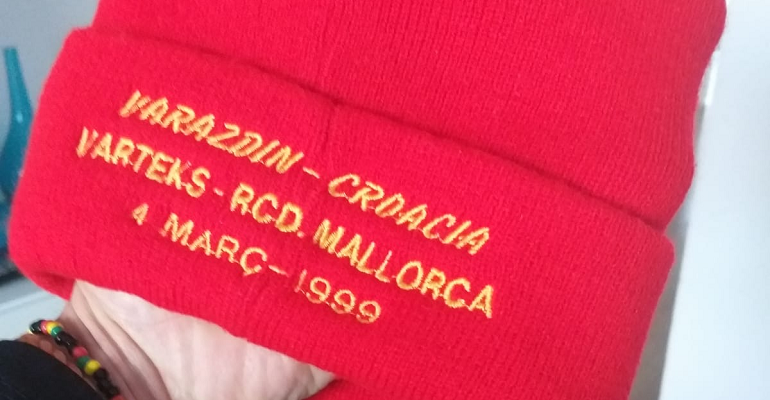 VARAZDIN - CROACIA
VARTEKS - RCD. MALLORCA
4 MARÇ - 1999